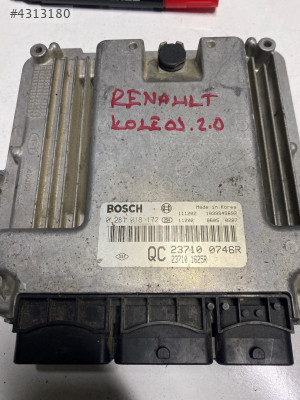 #4313180
RENAULT
KOLEOS.2.0
BOSCH
Made in Korea
0 281 018 172
QC 23710 0746R
23710 1625R